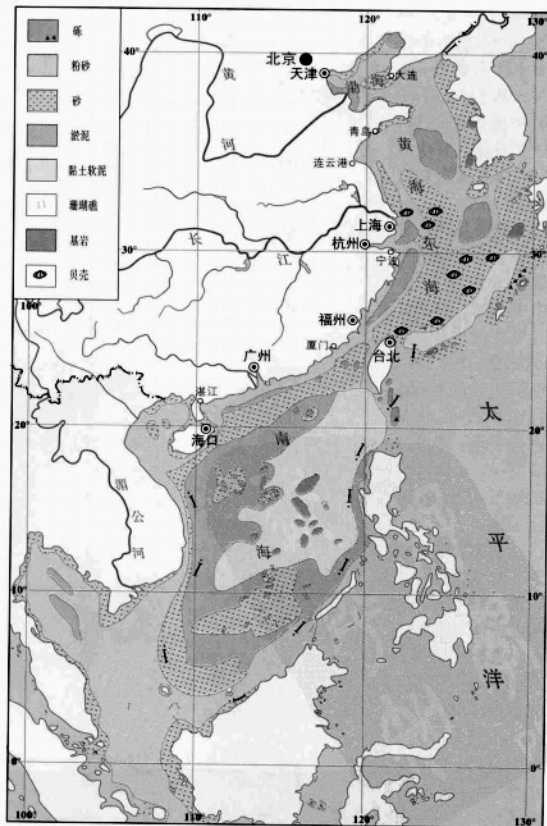 砾
粉砂
砂
淤泥
黏土软泥
珊瑚礁
基岩
贝壳
110°
120°
130°
40°
40°
北京
天津
渤海
大连
黄
河
青岛
黄
海
连云港
上海
杭州
宁波
东
海
长
江
30°
30°
100°
福州
厦门
台北
广州
湛江
海口
南
海
太
平
洋
20°
20°
湄
公
河
10°
10°
0°
0°
100°
110°
120°
130°